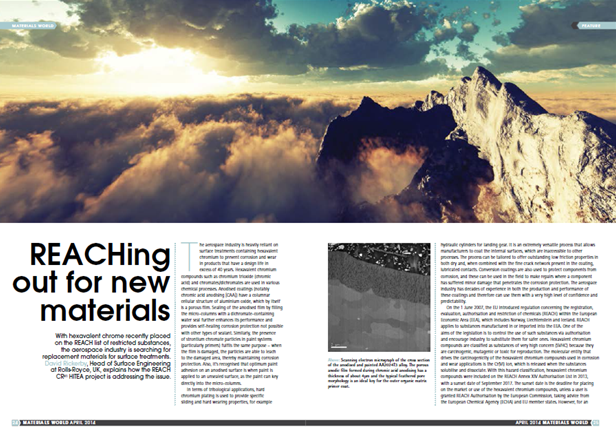 MATERIALS WORLD
FEATURE
REACHing
out for new
materials
With hexavalent chrome recently placed
on the REACH list of restricted substances,
the aerospace industry is searching for
replacement materials for surface treatments.
David Rickerby, Head of Surface Engineering
at Rolls-Royce, UK, explains how the REACH
CR⁶⁺ HITEA project is addressing the issue.
The aerospace industry is heavily reliant on
surface treatments containing hexavalent
chromium to prevent corrosion and wear
in products that have a design life in
excess of 40 years. Hexavalent chromium
compounds such as chromium trioxide (chromic
acid) and chromates/dichromates are used in various
chemical processes. Anodised coatings (notably
chromic acid anodising (CAA)) have a columnar
cellular structure of aluminium oxide, which by itself
is a porous film. Sealing of the anodised film by filling
the micro-columns with a dichromate-containing
water seal further enhances its performance and
provides self-healing corrosion protection not possible
with other types of sealant. Similarly, the presence
of strontium chromate particles in paint systems
(particularly primers) fulfils the same purpose – when
the film is damaged, the particles are able to leach
to the damaged area, thereby maintaining corrosion
protection. Also, it's recognised that optimum paint
adhesion on an anodised surface is when paint is
applied to an unsealed surface, as the paint can key
directly into the micro-columns.
In terms of tribological applications, hard
chromium plating is used to provide specific
sliding and hard wearing properties, for example
Scanning electron micrograph of the cross section
of the anodised and painted AA2024-T3 alloy. The porous
anodic film formed during chromic acid anodising has a
thickness of about 4µm and the typical feathered pore
morphology is an ideal key for the outer organic matrix
primer coat.
hydraulic cylinders for landing gear. It is an extremely versatile process that allows
manufacturers to coat the internal surfaces, which are inaccessible to other
processes. The process can be tailored to offer outstanding low friction properties in
both dry and, when combined with the fine crack network present in the coating,
lubricated contacts. Conversion coatings are also used to protect components from
corrosion, and these can be used in the field to make repairs where a component
has suffered minor damage that penetrates the corrosion protection. The aerospace
industry has decades of experience in both the production and performance of
these coatings and therefore can use them with a very high level of confidence and
predictability.
On the 1 June 2007, the EU introduced regulation concerning the registration,
evaluation, authorisation and restriction of chemicals (REACH) within the European
Economic Area (EEA), which includes Norway, Liechtenstein and Iceland. REACH
applies to substances manufactured in or imported into the EEA. One of the
aims of the legislation is to control the use of such substances via authorisation
and encourage industry to substitute them for safer ones. Hexavalent chromium
compounds are classified as substances of very high concern (SVHC) because they
are carcinogenic, mutagenic or toxic for reproduction. The molecular entity that
drives the carcinogenicity of the hexavalent chromium compounds used in corrosion
and wear applications is the Cr(VI) ion, which is released when the substances
solubilise and dissociate. With this hazard classification, hexavalent chromium
compounds were included on the REACH Annex XIV Authorisation List in 2013,
with a sunset date of September 2017. The sunset date is the deadline for placing
on the market or use of the hexavalent chromium compounds, unless a user is
granted REACH Authorisation by the European Commission, taking advice from
the European Chemical Agency (ECHA) and EU member states. However, for an
MATERIALS WORLD APRIL 2014
APRIL 2014 MATERIALS WORLD